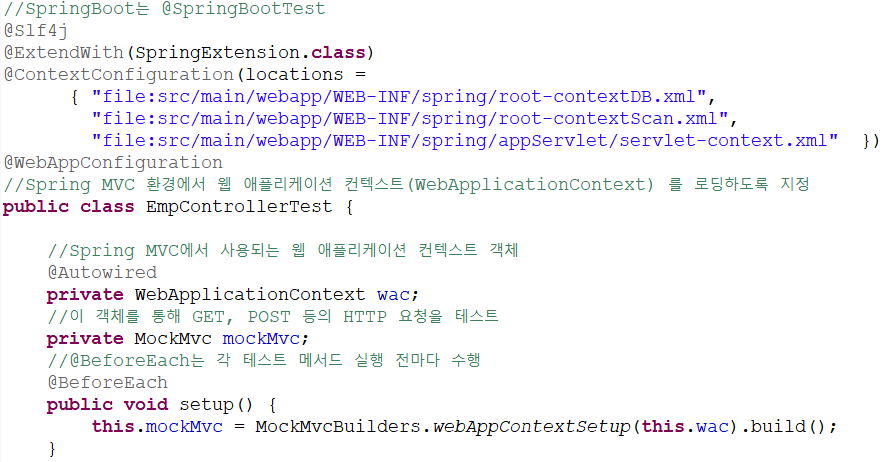 //SpringBoot는 @SpringBootTest
@Slf4j
@ExtendWith(SpringExtension.class)
@ContextConfiguration(locations =
      { "file:src/main/webapp/WEB-INF/spring/root-contextDB.xml",
        "file:src/main/webapp/WEB-INF/spring/root-contextScan.xml",
        "file:src/main/webapp/WEB-INF/spring/appServlet/servlet-context.xml"  })
@WebAppConfiguration
//Spring MVC 환경에서 웹 애플리케이션 컨텍스트(WebApplicationContext) 를 로딩하도록 지정
public class EmpControllerTest {
    //Spring MVC에서 사용되는 웹 애플리케이션 컨텍스트 객체
    @Autowired
    private WebApplicationContext wac;
    //이 객체를 통해 GET, POST 등의 HTTP 요청을 테스트
    private MockMvc mockMvc;
    //@BeforeEach는 각 테스트 메서드 실행 전마다 수행
    @BeforeEach
    public void setup() {
        this.mockMvc = MockMvcBuilders.webAppContextSetup(this.wac).build();
    }